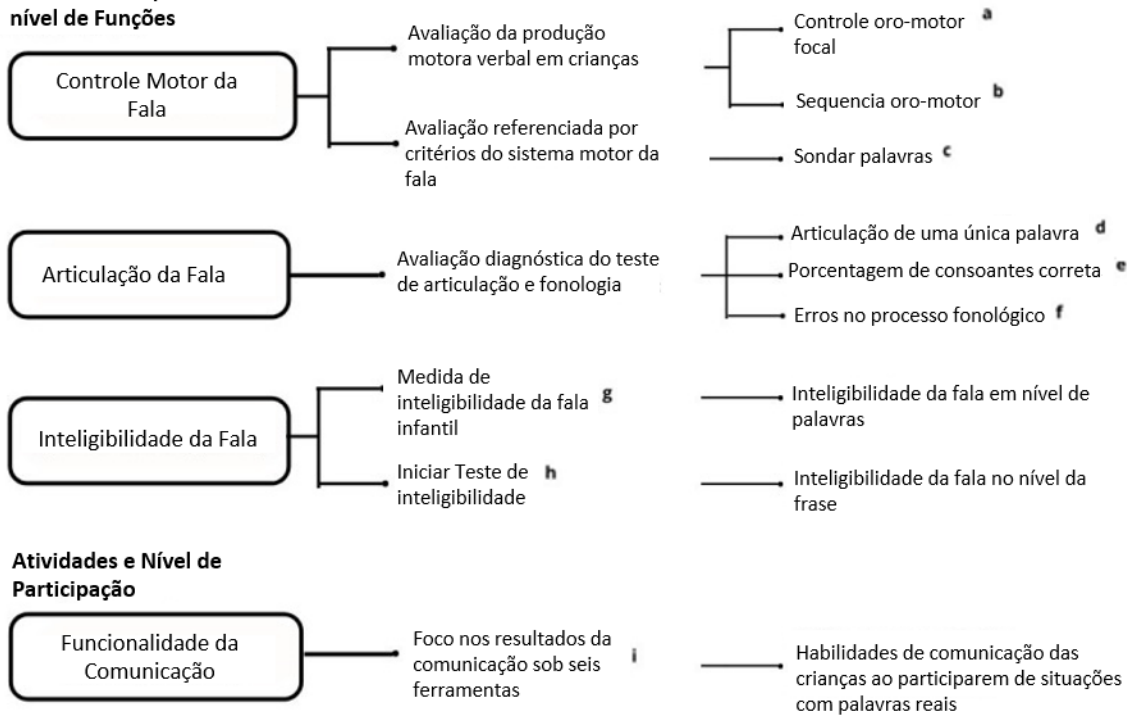 nível de Funções
Controle Motor da
Fala
Avaliação da produção
motora verbal em crianças
Avaliação referenciada por
critérios do sistema motor da
fala
Controle oro-motor a
focal
Sequencia oro-motor b
Sondar palavras c
Articulação da Fala
Avaliação diagnóstica do teste
de articulação e fonologia
Articulação de uma única palavra d
Porcentagem de consoantes correta e
Erros no processo fonológico f
Inteligibilidade da Fala
Medida de
inteligibilidade da fala g
infantil
Iniciar Teste de h
inteligibilidade
Inteligibilidade da fala em nível de
palavras
Inteligibilidade da fala no nível da
frase
Atividades e Nível de
Participação
Funcionalidade da
Comunicação
Foco nos resultados da
comunicação sob seis i
ferramentas
Habilidades de comunicação das
crianças ao participarem de situações
com palavras reais